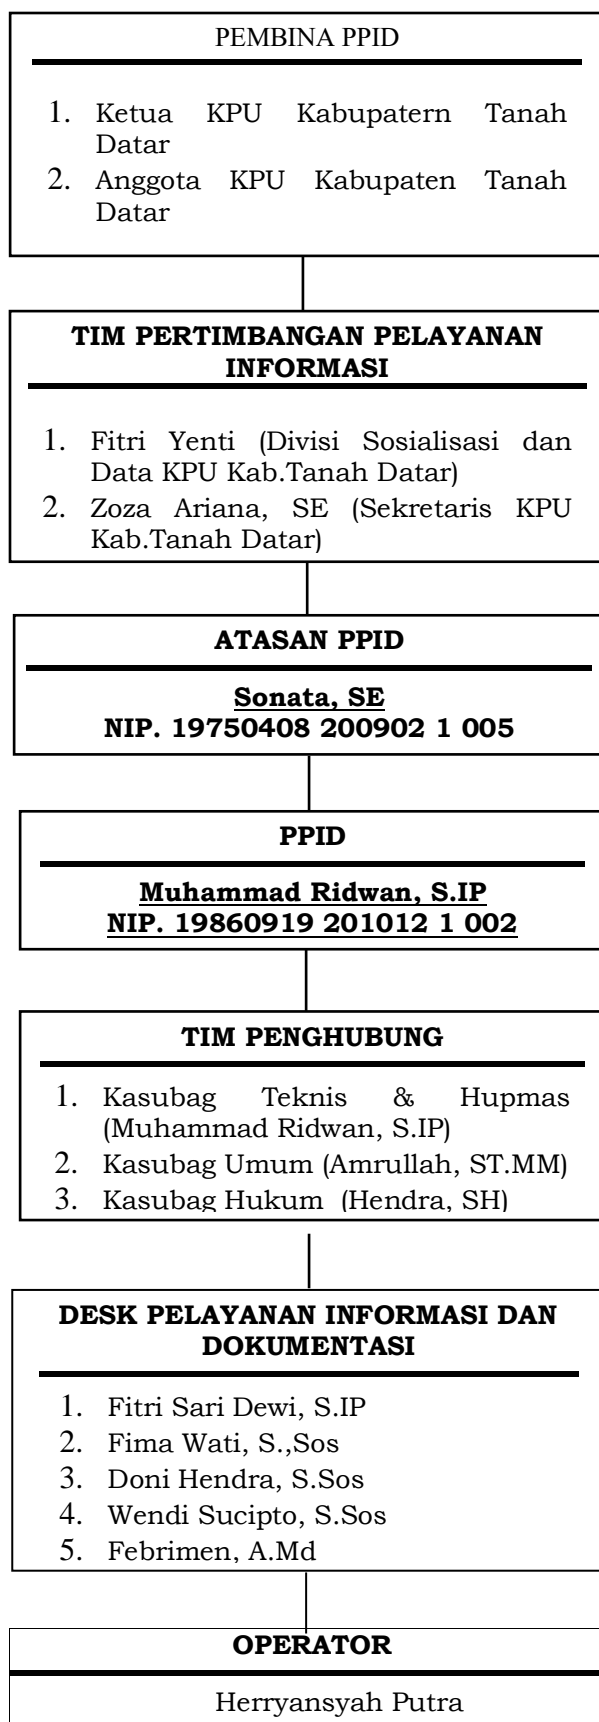 PEMBINA PPID
1. Ketua KPU Kabupatern Tanah
Datar
2. Anggota KPU Kabupaten Tanah
Datar
TIM PERTIMBANGAN PELAYANAN
INFORMASI
1. Fitri Yenti (Divisi Sosialisasi dan
Data KPU Kab.Tanah Datar)
2. Zoza Ariana, SE (Sekretaris KPU
Kab.Tanah Datar)
ATASAN PPID
Sonata, SE
NIP. 19750408 200902 1 005
PPID
Muhammad Ridwan, S.IP
NIP. 19860919 201012 1 002
TIM PENGHUBUNG
1. Kasubag Teknis & Hupmas
(Muhammad Ridwan, S.IP)
2. Kasubag Umum (Amrullah, ST.MM)
3. Kasubag Hukum (Hendra, SH)
DESK PELAYANAN INFORMASI DAN
DOKUMENTASI
1. Fitri Sari Dewi, S.IP
2. Fima Wati, S.,Sos
3. Doni Hendra, S.Sos
4. Wendi Sucipto, S.Sos
5. Febrimen, A.Md
OPERATOR
Herryansyah Putra